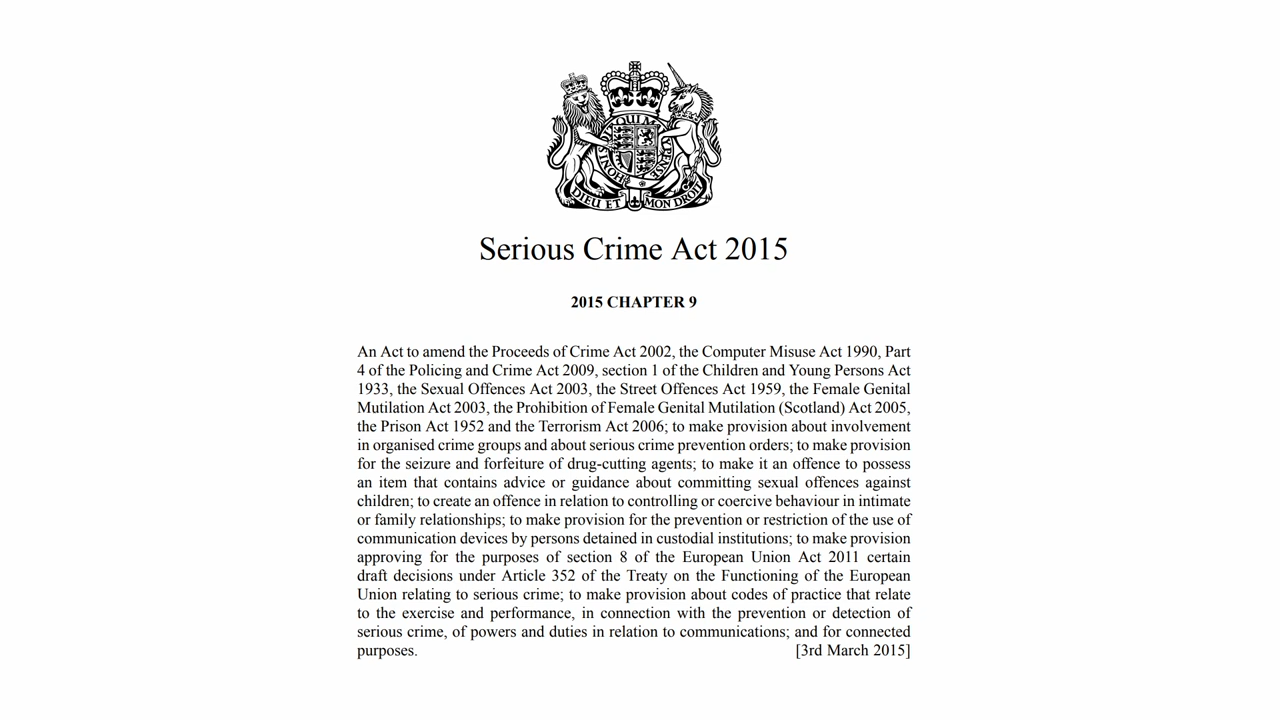 QUI M
Y PENSE
HONI S
DIEU ET MON DROIT
Serious Crime Act 2015
2015 CHAPTER 9
An Act to amend the Proceeds of Crime Act 2002, the Computer Misuse Act 1990, Part
4 of the Policing and Crime Act 2009, section 1 of the Children and Young Persons Act
1933, the Sexual Offences Act 2003, the Street Offences Act 1959, the Female Genital
Mutilation Act 2003, the Prohibition of Female Genital Mutilation (Scotland) Act 2005,
the Prison Act 1952 and the Terrorism Act 2006; to make provision about involvement
in organised crime groups and about serious crime prevention orders; to make provision
for the seizure and forfeiture of drug-cutting agents; to make it an offence to possess
an item that contains advice or guidance about committing sexual offences against
children; to create an offence in relation to controlling or coercive behaviour in intimate
or family relationships; to make provision for the prevention or restriction of the use of
communication devices by persons detained in custodial institutions; to make provision
approving for the purposes of section 8 of the European Union Act 2011 certain
draft decisions under Article 352 of the Treaty on the Functioning of the European
Union relating to serious crime; to make provision about codes of practice that relate
to the exercise and performance, in connection with the prevention or detection of
serious crime, of powers and duties in relation to communications; and for connected
purposes. [3rd March 2015]